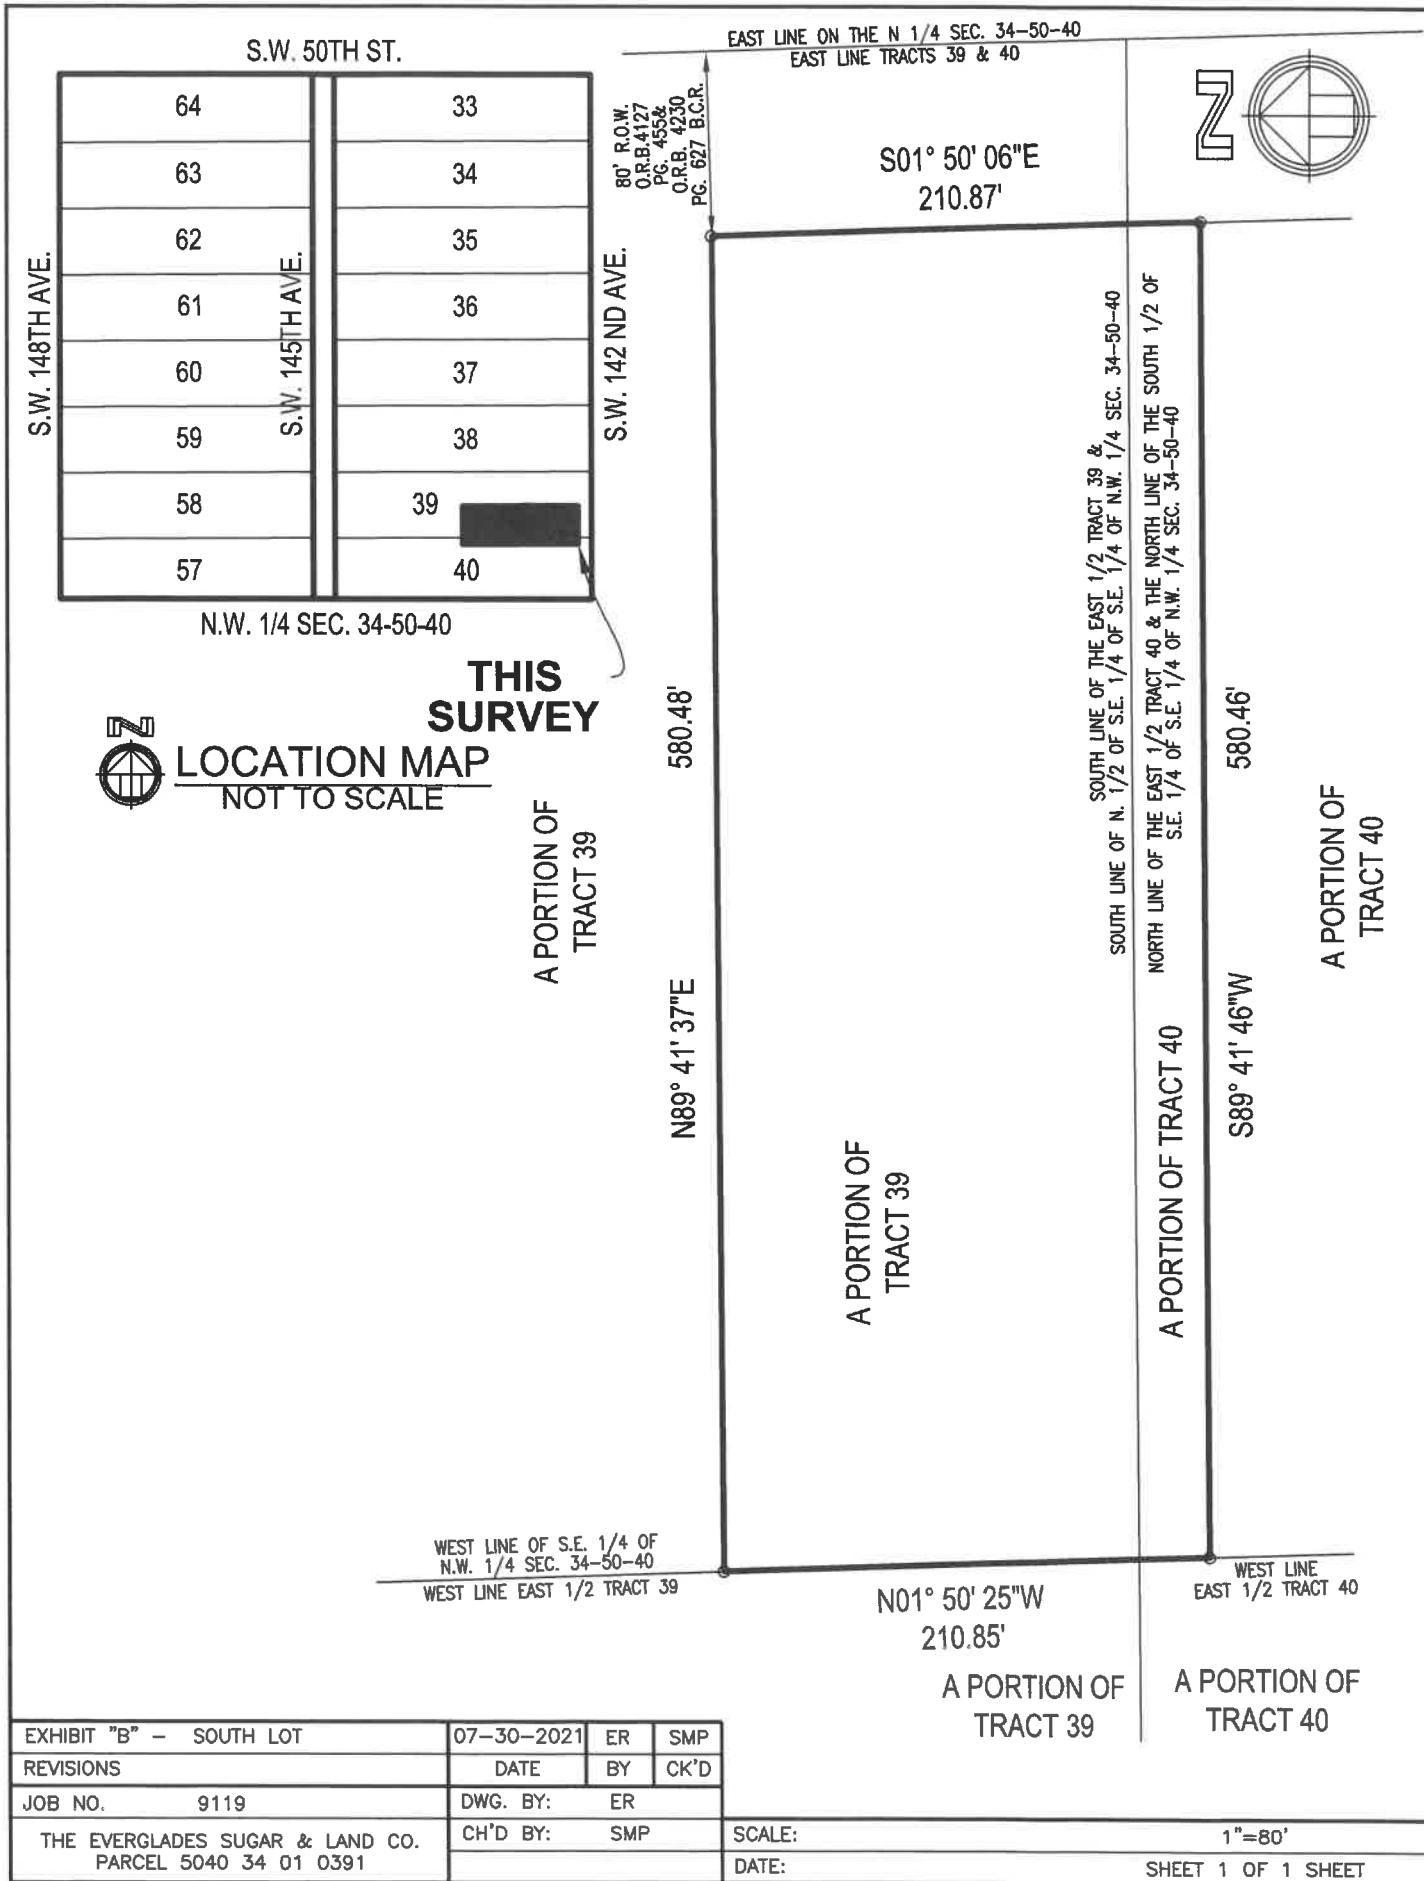 S.W. 50TH ST.
64
33
63
34
62
35
61
36
60
37
59
38
58
39
57
40
S.W. 148TH AVE.
S.W. 145TH AVE.
S.W. 142 ND AVE.
N.W. 1/4 SEC. 34-50-40
THIS
SURVEY
N
LOCATION MAP
NOT TO SCALE
EAST LINE ON THE N 1/4 SEC. 34-50-40
EAST LINE TRACTS 39 & 40
80' R.O.W.
O.R.B.4127
PG. 455&
O.R.B. 4230
PG. 627 B.C.R.
N
S01° 50' 06"E
210.87'
580.48'
N89° 41' 37"E
A PORTION OF
TRACT 39
SOUTH LINE OF THE EAST 1/2 TRACT 39 &
SOUTH LINE OF N. 1/2 OF S.E. 1/4 OF S.E. 1/4 OF N.W. 1/4 SEC. 34-50-40
NORTH LINE OF THE EAST 1/2 TRACT 40 & THE NORTH LINE OF THE SOUTH 1/2 OF
S.E. 1/4 OF S.E. 1/4 OF N.W. 1/4 SEC. 34-50-40
580.46'
S89° 41' 46"W
A PORTION OF
TRACT 40
A PORTION OF
TRACT 39
A PORTION OF TRACT 40
WEST LINE OF S.E. 1/4 OF
N.W. 1/4 SEC. 34-50-40
WEST LINE EAST 1/2 TRACT 39
WEST LINE
EAST 1/2 TRACT 40
N01° 50' 25"W
210.85'
A PORTION OF
TRACT 39
A PORTION OF
TRACT 40
EXHIBIT "B" - SOUTH LOT
07-30-2021
ER
SMP
REVISIONS
DATE
BY
CK'D
JOB NO. 9119
DWG. BY: ER
THE EVERGLADES SUGAR & LAND CO.
PARCEL 5040 34 01 0391
CH'D BY: SMP
SCALE: 1"=80'
DATE: SHEET 1 OF 1 SHEET